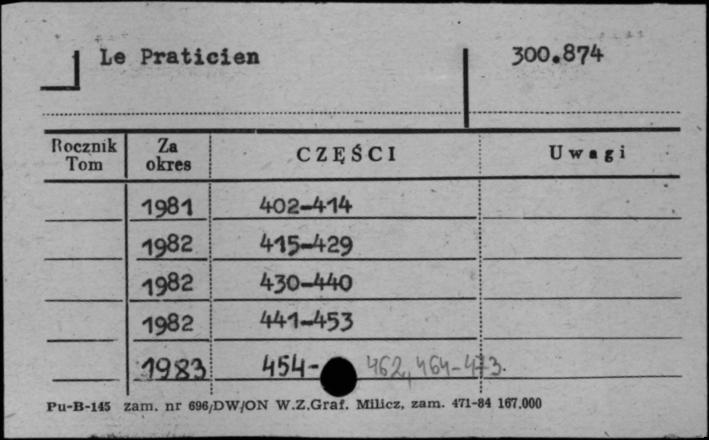 Le Praticien 300.874
Rocznik Tom Za okres CZĘŚCI Uwagi
1981 402-414
1982 415-429
1982 430-440
1982 441-453
1983 454- 462, 464-473.
Pu-B-145 zam. nr 696/DW/ON W.Z.Graf. Milicz, zam. 471-84 167.000